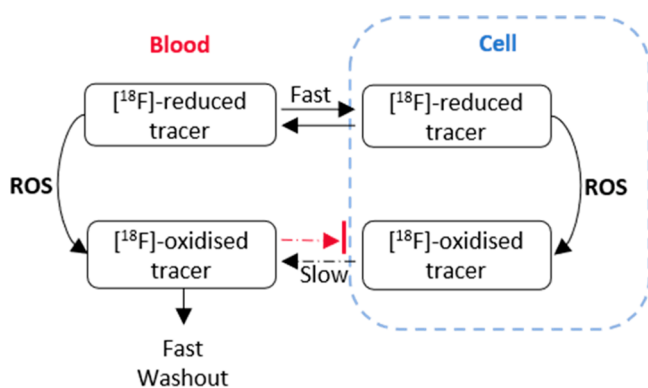 Blood
Cell
[18F]-reduced
tracer
Fast
[18F]-reduced
tracer
ROS
ROS
[18F]-oxidised
tracer
Slow
[18F]-oxidised
tracer
Fast
Washout